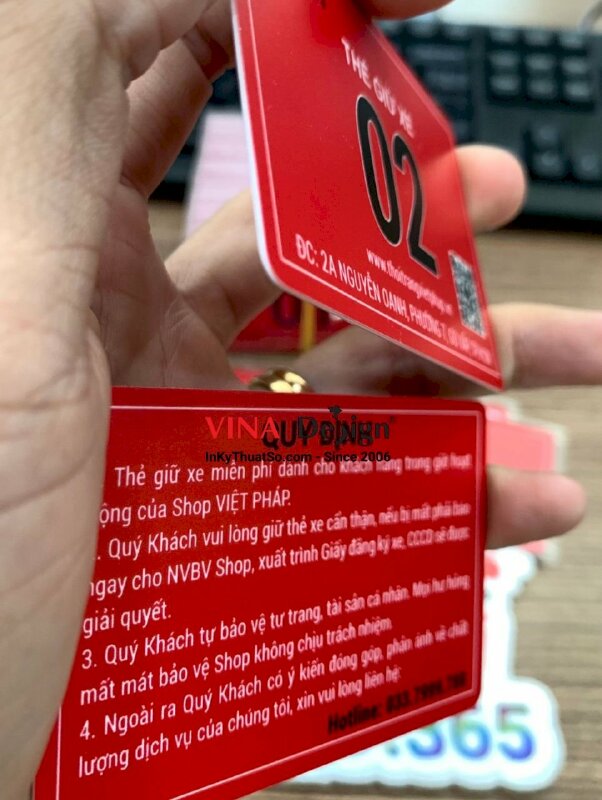 THẺ GIỮ XE
02
www.thoitrangvietphap.vn
ĐC: 2A NGUYỄN OANH, PHƯỜNG 7, GÒ VẤP
VINA Design®
InKyThuatSo.com - Since 2006
QUY ĐỊNH
Thẻ giữ xe miễn phí dành cho khách hàng trong giờ hoạt
ộng của Shop VIỆT PHÁP.
. Quý Khách vui lòng giữ thẻ xe cẩn thận, nếu bị mất phải báo
ngay cho NVBV Shop, xuất trình Giấy đăng ký xe, CCCD sẽ được
giải quyết.
3. Quý Khách tự bảo vệ tư trang, tài sản cá nhân. Mọi hư hỏng
mất mát bảo vệ Shop không chịu trách nhiệm.
4. Ngoài ra Quý Khách có ý kiến đóng góp, phản ánh về chất
lượng dịch vụ của chúng tôi, xin vui lòng liên hệ:
Hotline:
.365